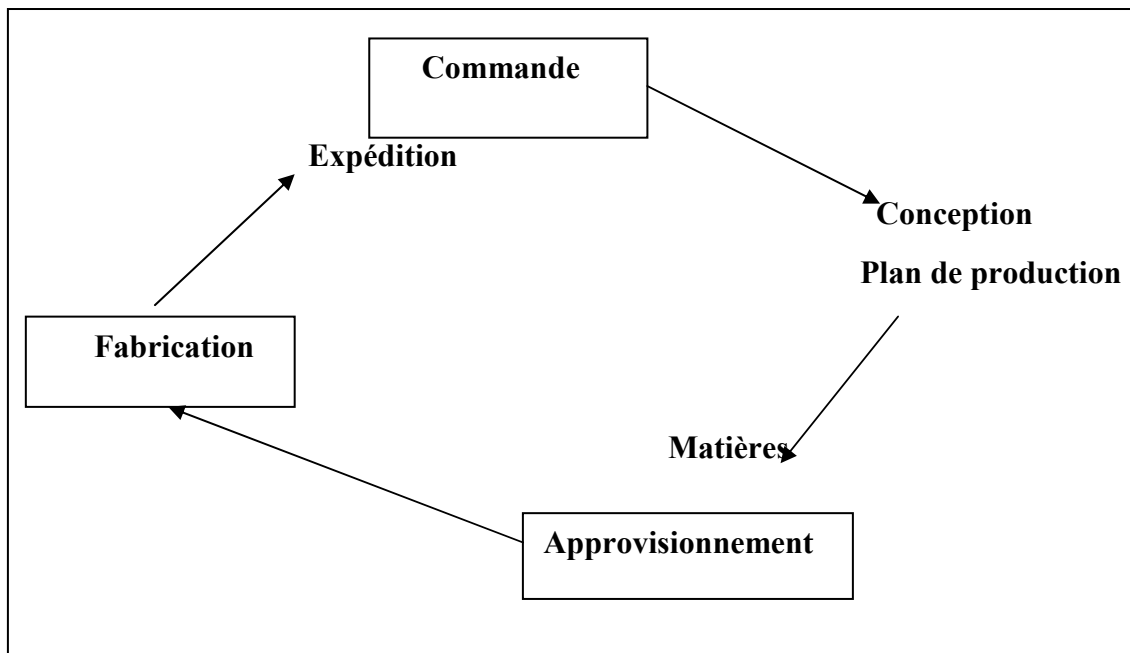 Commande
Expédition
Conception
Plan de production
Fabrication
Matières
Approvisionnement